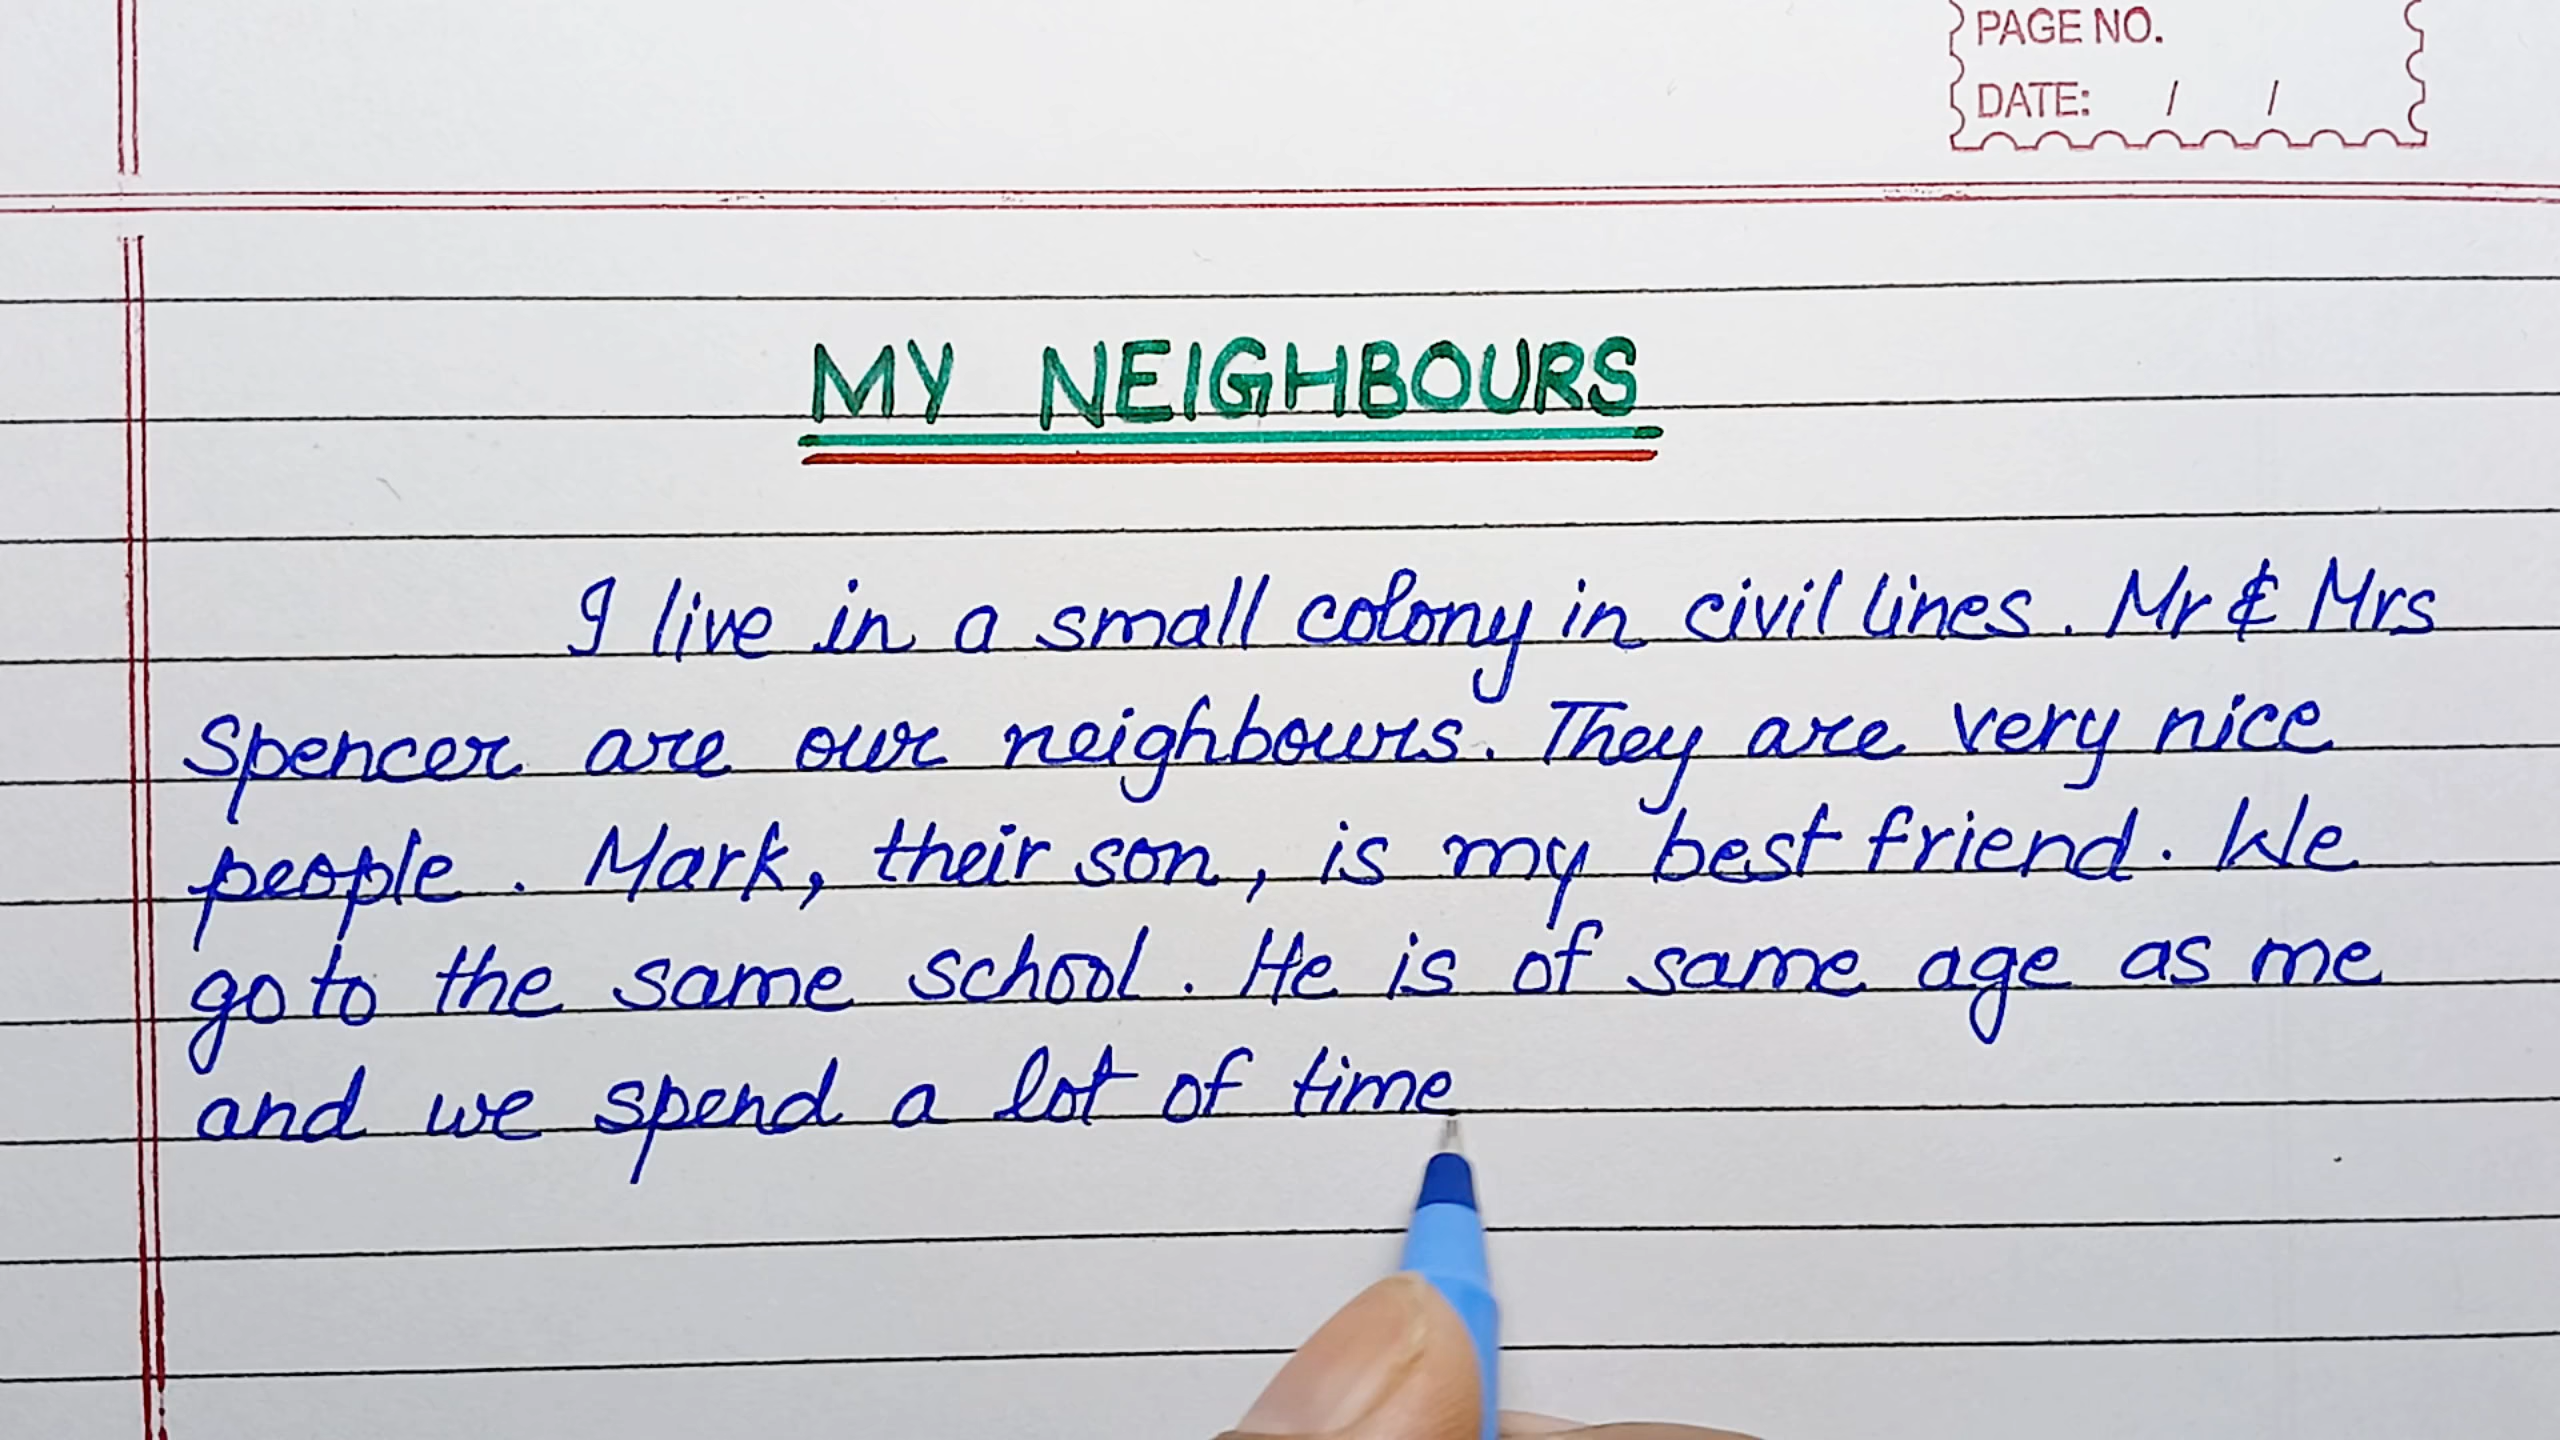 PAGE NO.
DATE: / /
MY NEIGHBOURS
I live in a small colony in civil lines. Mr & Mrs
Spencer are our neighbours. They are very nice
people. Mark, their son, is my best friend. We
go to the same school. He is of same age as me
and we spend a lot of time